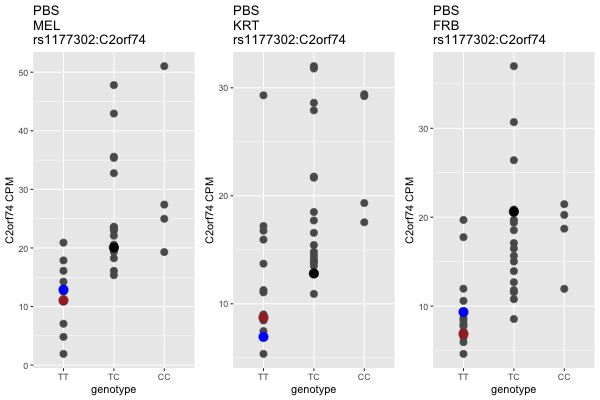 PBS
MEL
rs1177302:C2orf74
C2orf74 CPM
50
40
30
20
10
0
TT TC CC
genotype
PBS
KRT
rs1177302:C2orf74
C2orf74 CPM
30
20
10
TT TC CC
genotype
PBS
FRB
rs1177302:C2orf74
C2orf74 CPM
30
20
10
TT TC CC
genotype